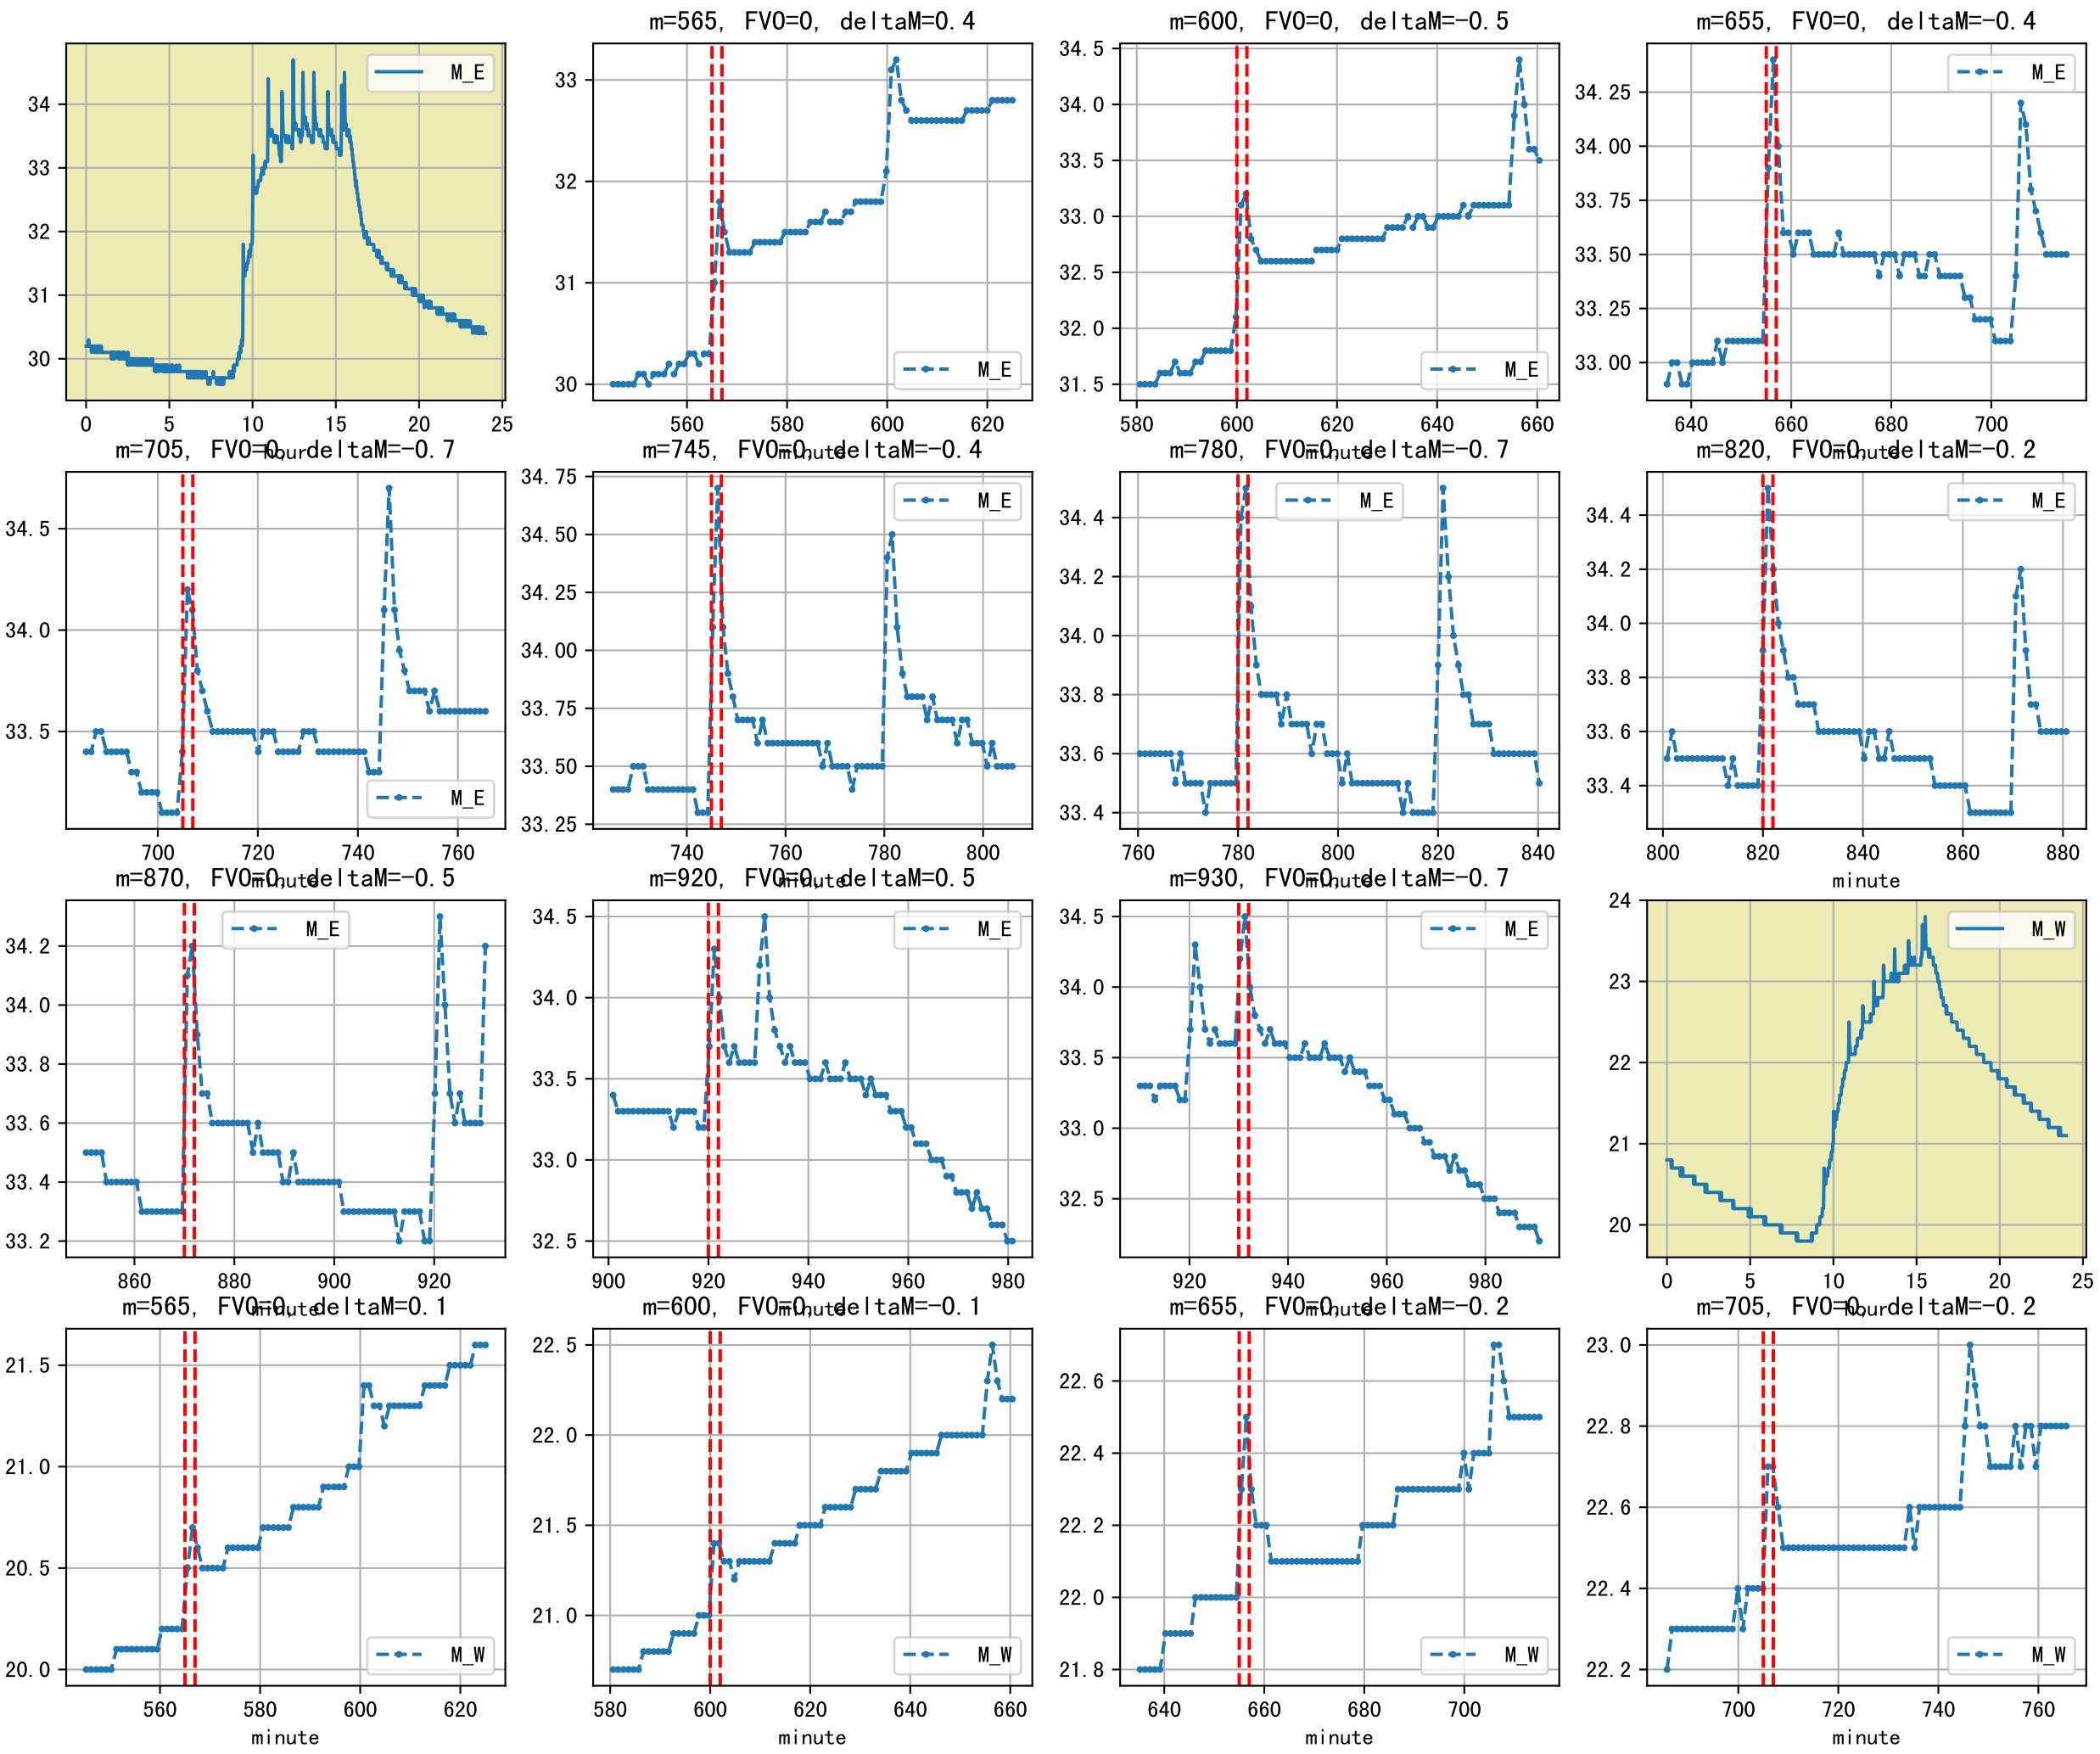 m=565, FV0=0, deltaM=0.4
m=600, FV0=0, deltaM=-0.5
m=655, FV0=0, deltaM=-0.4
M_E
34
33
32
31
30
0 5 10 15 20 25
hour
M_E
33
32
31
30
560 580 600 620
minute
M_E
34.5
34.0
33.5
33.0
32.5
32.0
31.5
580 600 620 640 660
minute
M_E
34.25
34.00
33.75
33.50
33.25
33.00
640 660 680 700
minute
m=705, FV0=0, deltaM=-0.7
M_E
34.5
34.0
33.5
700 720 740 760
minute
m=745, FV0=0, deltaM=-0.4
M_E
34.75
34.50
34.25
34.00
33.75
33.50
33.25
740 760 780 800
minute
m=780, FV0=0, deltaM=-0.7
M_E
34.4
34.2
34.0
33.8
33.6
33.4
760 780 800 820 840
minute
m=820, FV0=0, deltaM=-0.2
M_E
34.4
34.2
34.0
33.8
33.6
33.4
800 820 840 860 880
minute
m=870, FV0=0, deltaM=-0.5
M_E
34.2
34.0
33.8
33.6
33.4
33.2
860 880 900 920
minute
m=920, FV0=0, deltaM=0.5
M_E
34.5
34.0
33.5
33.0
32.5
900 920 940 960 980
minute
m=930, FV0=0, deltaM=-0.7
M_E
34.5
34.0
33.5
33.0
32.5
920 940 960 980
minute
M_W
24
23
22
21
20
0 5 10 15 20 25
hour
m=565, FV0=0, deltaM=0.1
M_W
21.5
21.0
20.5
20.0
560 580 600 620
minute
m=600, FV0=0, deltaM=-0.1
M_W
22.5
22.0
21.5
21.0
580 600 620 640 660
minute
m=655, FV0=0, deltaM=-0.2
M_W
22.6
22.4
22.2
22.0
21.8
640 660 680 700
minute
m=705, FV0=0, deltaM=-0.2
M_W
23.0
22.8
22.6
22.4
22.2
700 720 740 760
minute